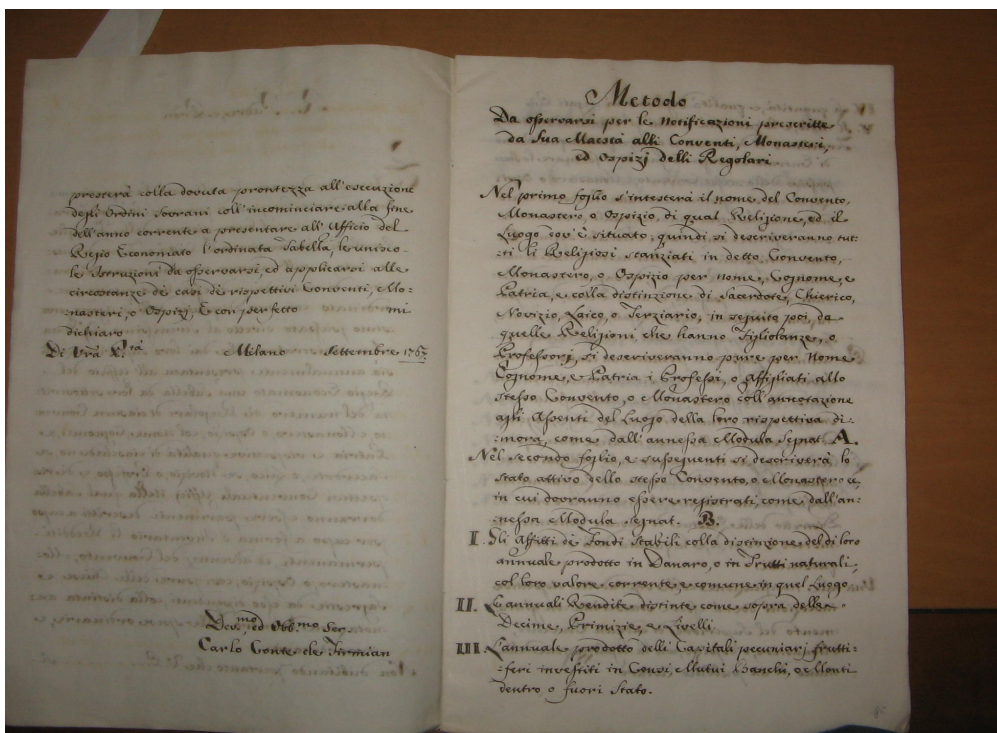 presterà colla dovuta prontezza all'esecuzione
degli Ordini Sovrani coll'incominciare alla fine
dell'anno corrente a presentare all'Ufficio del
Regio Economato l'ordinata Tabella, le unisco
le Istruzioni da osservarsi, ed applicarsi alle
circostanze de casi de rispettivi Conventi, Mo=
=nasteri, o Ospizj, E con perfetto mi
dichiaro
Di Vrã
Milano Settembre 1767
Dev.mo ed Obb.mo Ser.
Carlo Conte de Firmian
Metodo
Da osservarsi per le Notificazioni prescritte
da Sua Maestà alli Conventi, Monasteri,
ed Ospizj delli Regolari
Nel primo foglio s'intesterà il nome del Convento,
Monastero, o Ospizio, di qual Religione, ed il
Luogo dov'è situato, quindi si descriveranno tut=
=ti li Religiosi stanziati in detto Convento,
Monastero, o Ospizio per nome, Cognome, e
Patria, e colla distinzione di Sacerdote, Chierico,
Novizio, Laico, o Terziario, in seguito poi, da
quelle Religioni che hanno Figliolanze, o
Professori, si descriveranno pure per Nome
Cognome, e Patria i Professi, o affigliati allo
stesso Convento, o Monastero coll'annotazione
agli Assenti del Luogo della loro rispettiva di=
=mora, come dall'annessa Modula Segnat. A.
Nel secondo foglio, e susseguenti si descriverà lo
stato attivo dello stesso Convento, o Monastero
in cui dovranno essere registrati, come dall'an=
=nessa Modula segnat. B.
I. Gli Affitti de Fondi Stabili colla distinzione del di loro
annuale prodotto in Danaro, o in Frutti naturali,
col loro valore corrente, e comune in quel Luogo
II. L'annuali Rendite distinte come sopra delle
Decime, Primizie, e Livelli.
III L'annuale prodotto delli Capitali pecuniarj frutti=
=feri investiti in Censi, Mutui Banchi, o Monti
dentro, o fuori Stato.